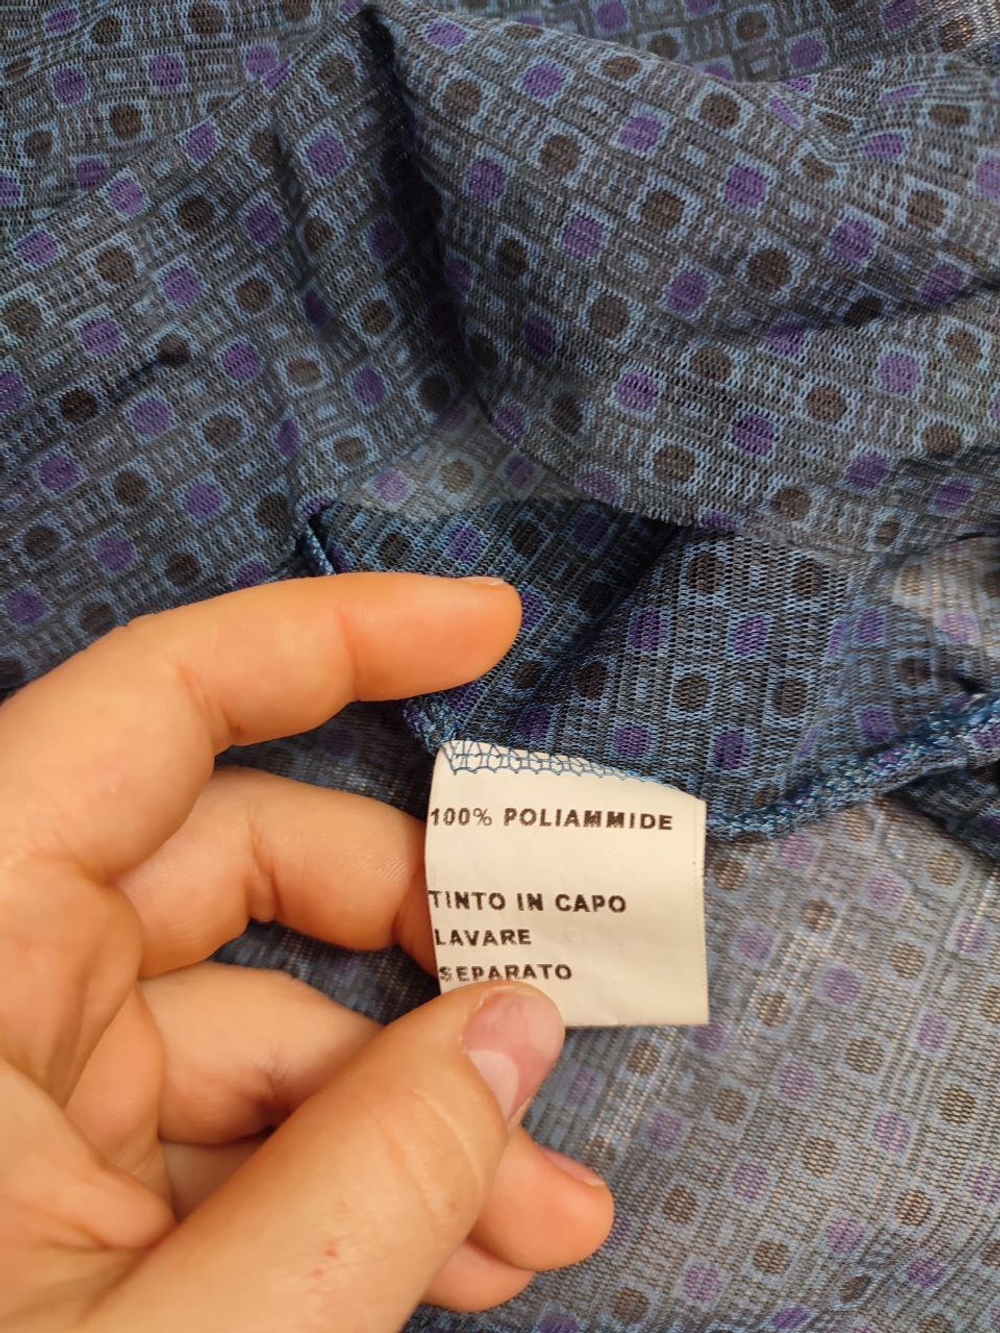 100% POLIAMMIDE
TINTO IN CAPO
LAVARE
SEPARATO